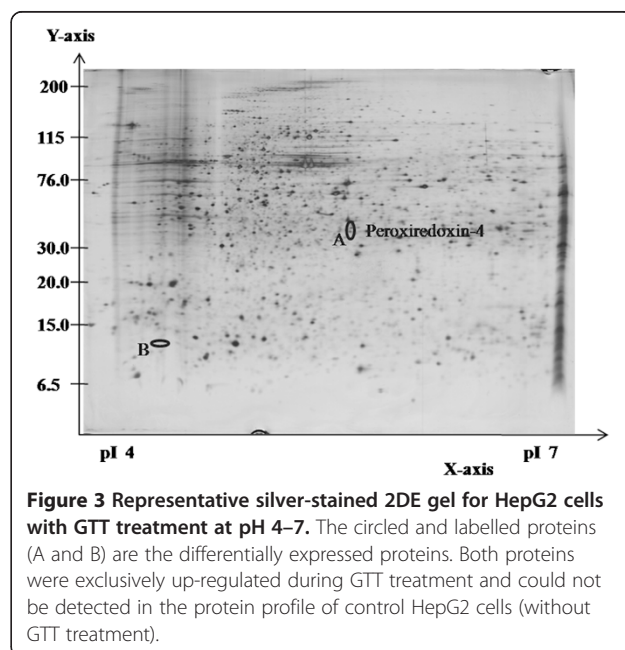 Y-axis
200
115
76.0
A Peroxiredoxin-4
30.0
20.0
15.0
B
6.5
pI 4
pI 7
X-axis
Figure 3 Representative silver-stained 2DE gel for HepG2 cells
with GTT treatment at pH 4–7. The circled and labelled proteins
(A and B) are the differentially expressed proteins. Both proteins
were exclusively up-regulated during GTT treatment and could not
be detected in the protein profile of control HepG2 cells (without
GTT treatment).